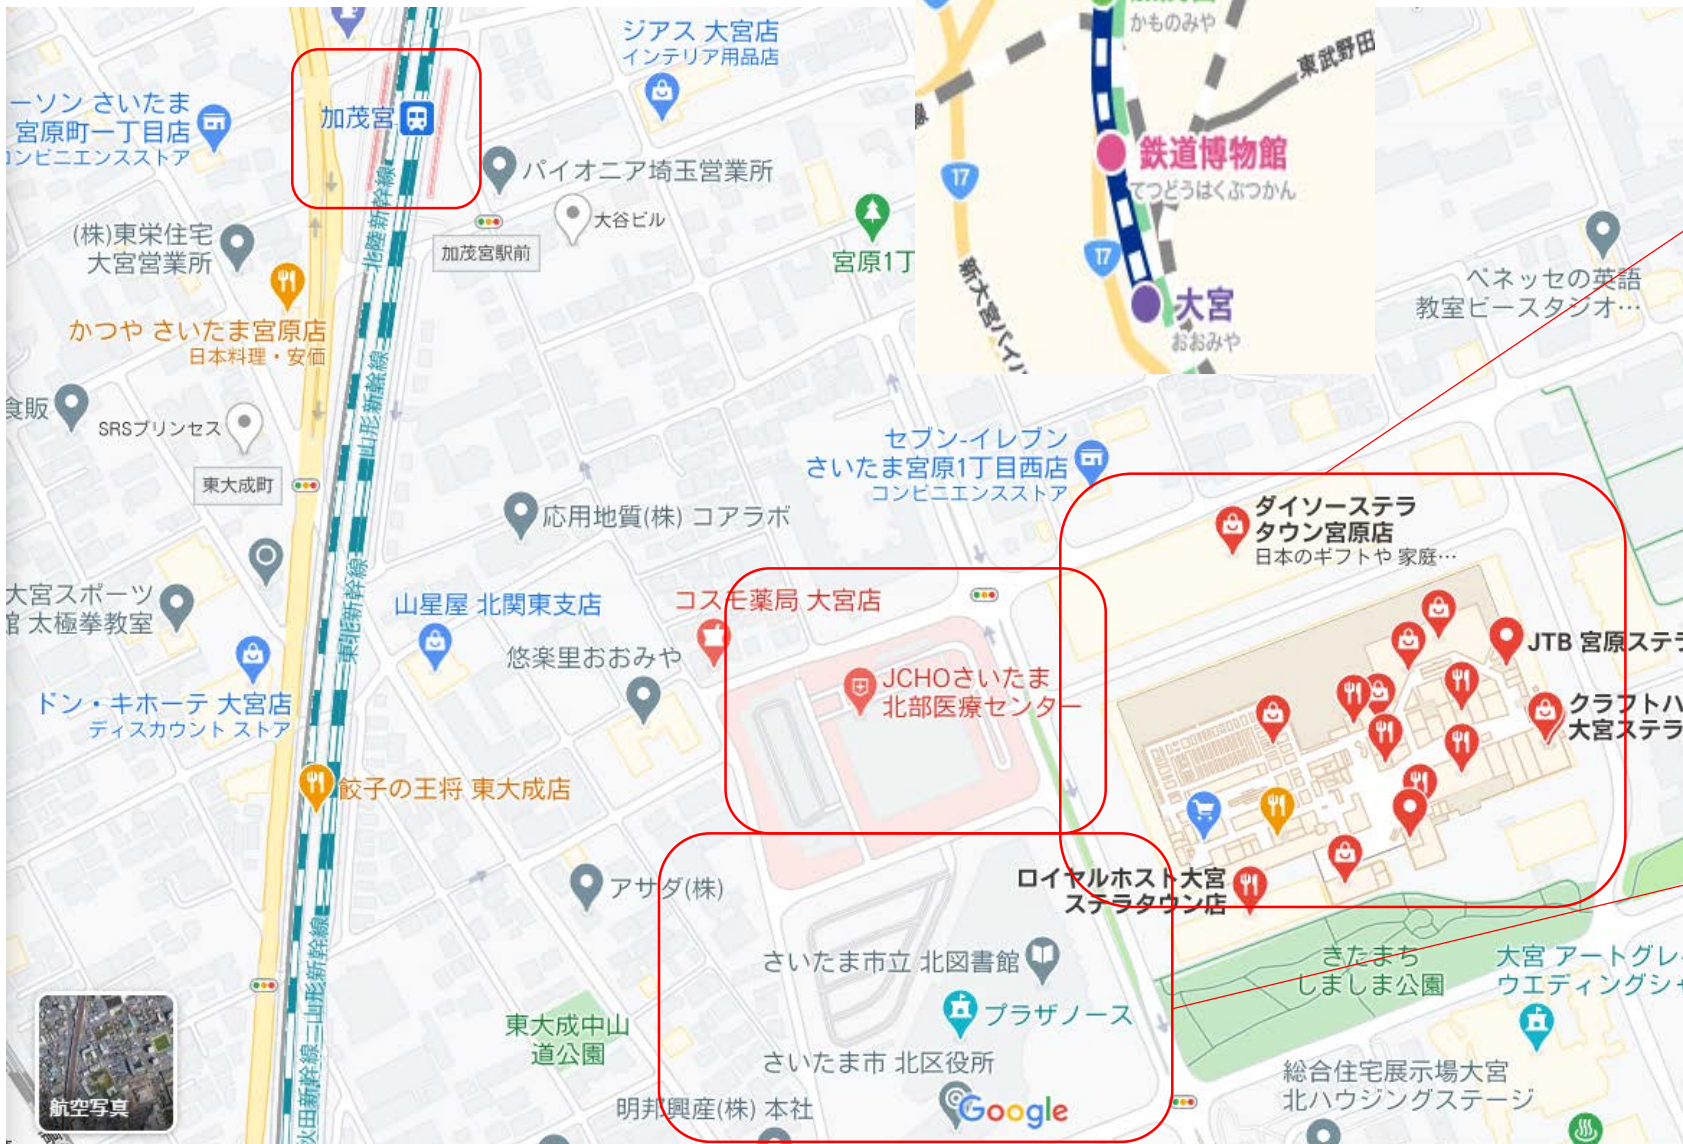 ジアス 大宮店
インテリア用品店
ーソン さいたま
宮原町一丁目店
コンビニエンスストア
加茂宮
かものみや
東武野田
鉄道博物館
てつどうはくぶつかん
17
17
大宮
おおみや
新大宮バイパ
パイオニア埼玉営業所
大谷ビル
加茂宮駅前
宮原1丁
(株)東栄住宅
大宮営業所
かつや さいたま宮原店
日本料理・安価
北陸新幹線
ベネッセの英語
教室ビースタジオ…
食販
SRSプリンセス
東大成町
山形新幹線
セブン-イレブン
さいたま宮原1丁目西店
コンビニエンスストア
応用地質(株) コアラボ
ダイソーステラ
タウン宮原店
日本のギフトや 家庭…
大宮スポーツ
館 太極拳教室
東北新幹線
山星屋 北関東支店
コスモ薬局 大宮店
悠楽里おおみや
JCHOさいたま
北部医療センター
JTB 宮原ステラ
クラフトハ
大宮ステラ
ドン・キホーテ 大宮店
ディスカウント ストア
餃子の王将 東大成店
アサダ(株)
ロイヤルホスト大宮
ステラタウン店
さいたま市立 北図書館
プラザノース
さいたま市 北区役所
きたまち
しましま公園
大宮 アートグレ
ウエディングシャ
東大成中山
道公園
秋田新幹線
山形新幹線
明邦興産(株) 本社
Google
総合住宅展示場大宮
北ハウジングステージ
航空写真